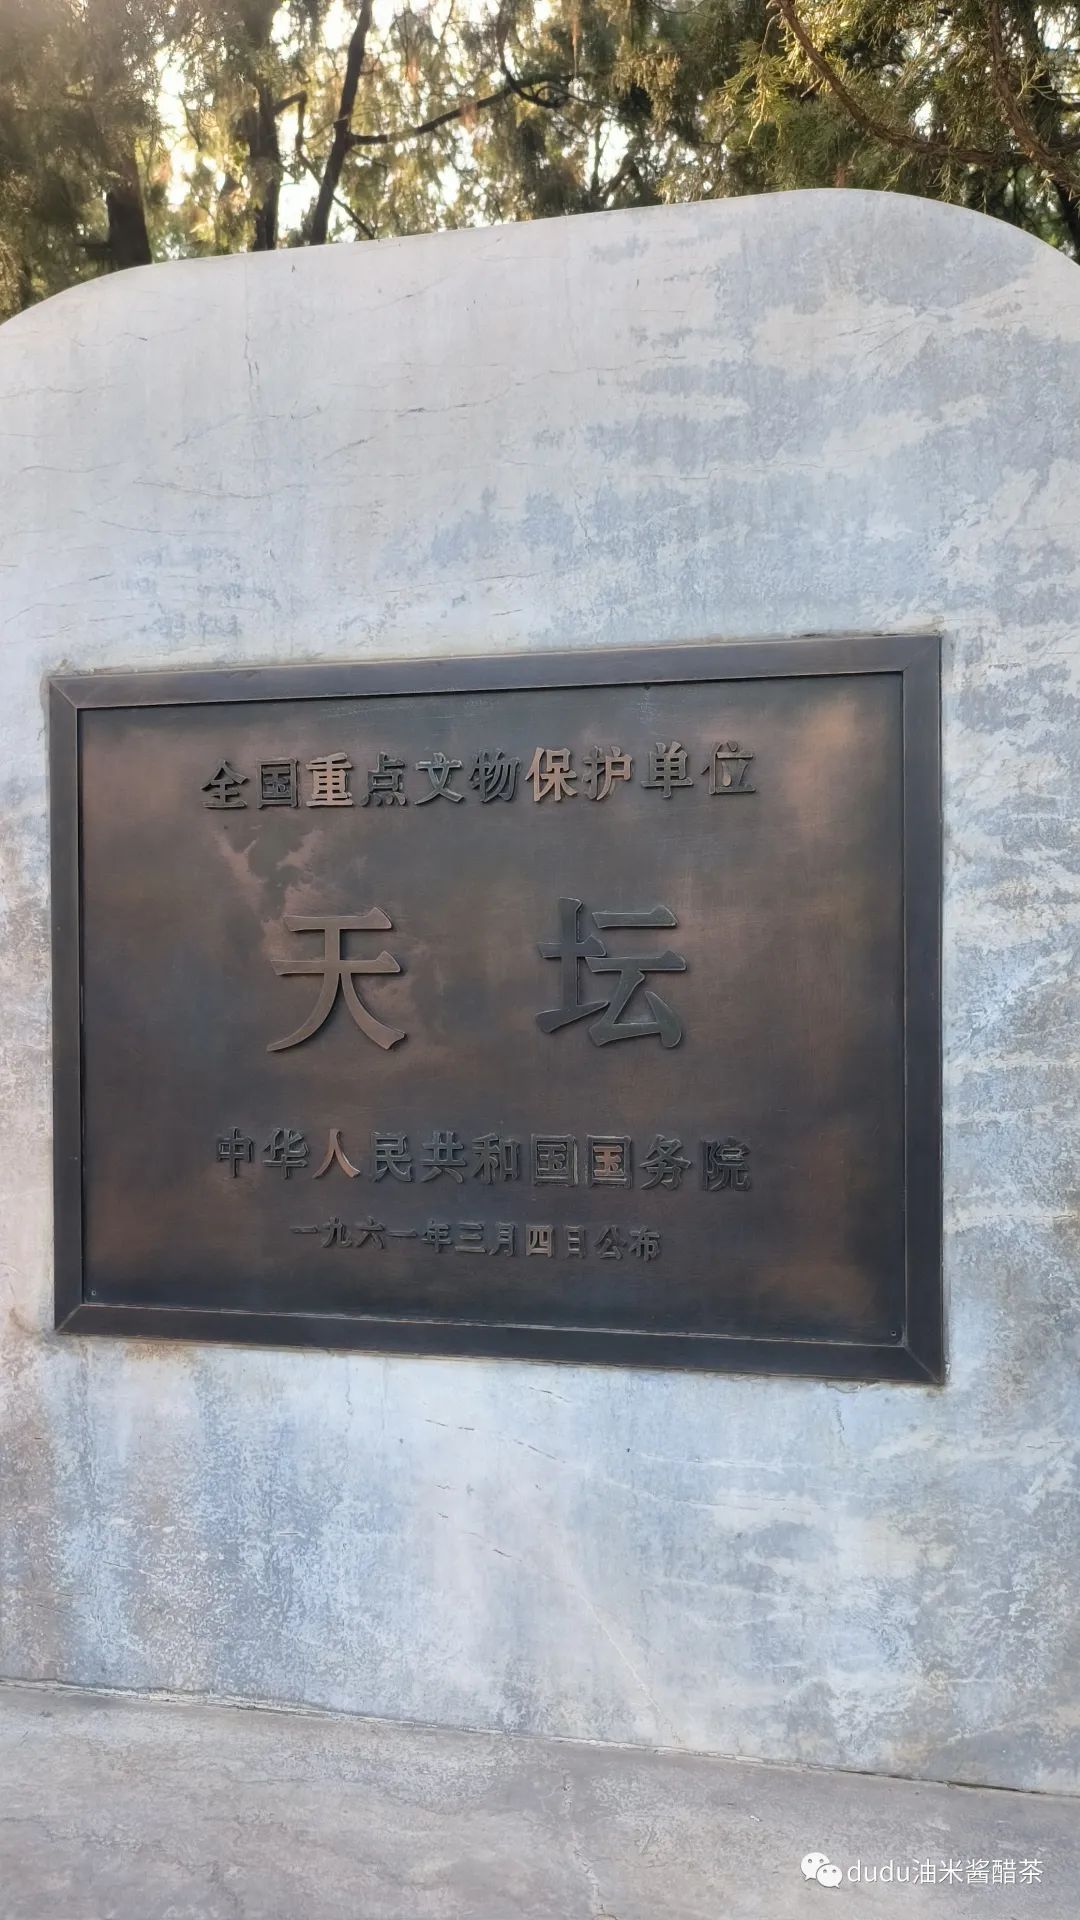 全国重点文物保护单位
天坛
中华人民共和国国务院
一九六一年三月四日公布
dudu油米酱醋茶